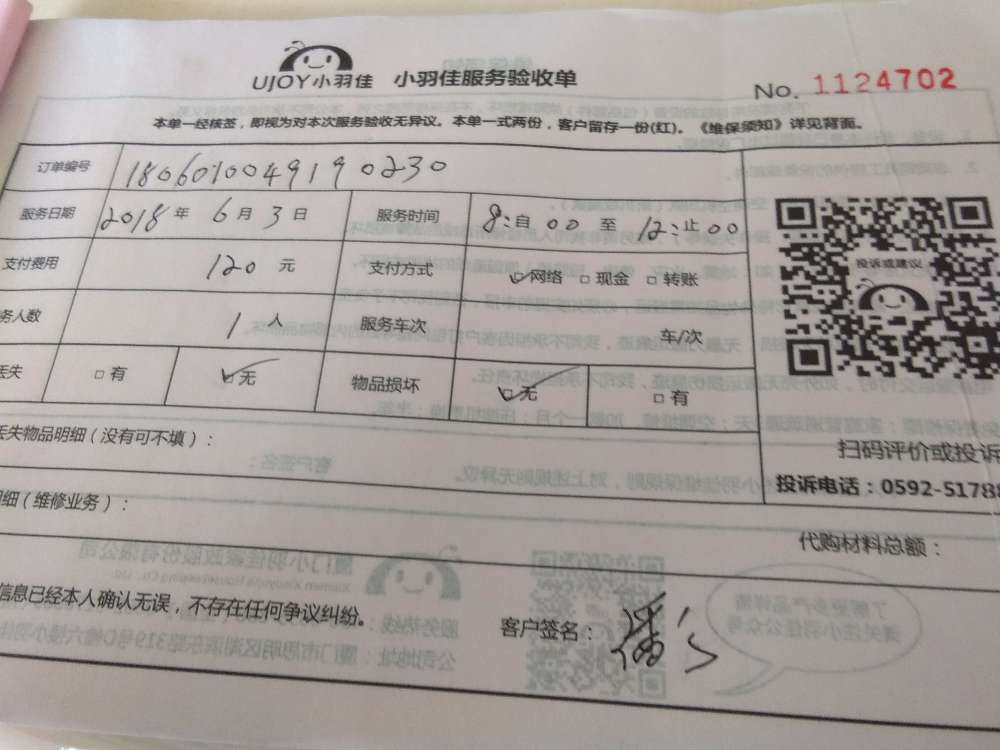 UJOY小羽佳 小羽佳服务验收单
No. 1124702
本单一经核签，即视为对本次服务验收无异议。本单一式两份，客户留存一份(红)。《维保须知》详见背面。
订单编号 180601004919 0230
服务日期 2018 年 6 月 3 日 服务时间 8:自 00 至 12:止 00
支付费用 120 元 支付方式 网络 现金 转账
务人数 1 人 服务车次 车/次
丢失 有 无 物品损坏 无 有
投诉或建议
丢失物品明细（没有可不填）：
扫码评价或投诉
投诉电话：0592-51788
明细（维修业务）：
代购材料总额：
信息已经本人确认无误，不存在任何争议纠纷。
客户签名：